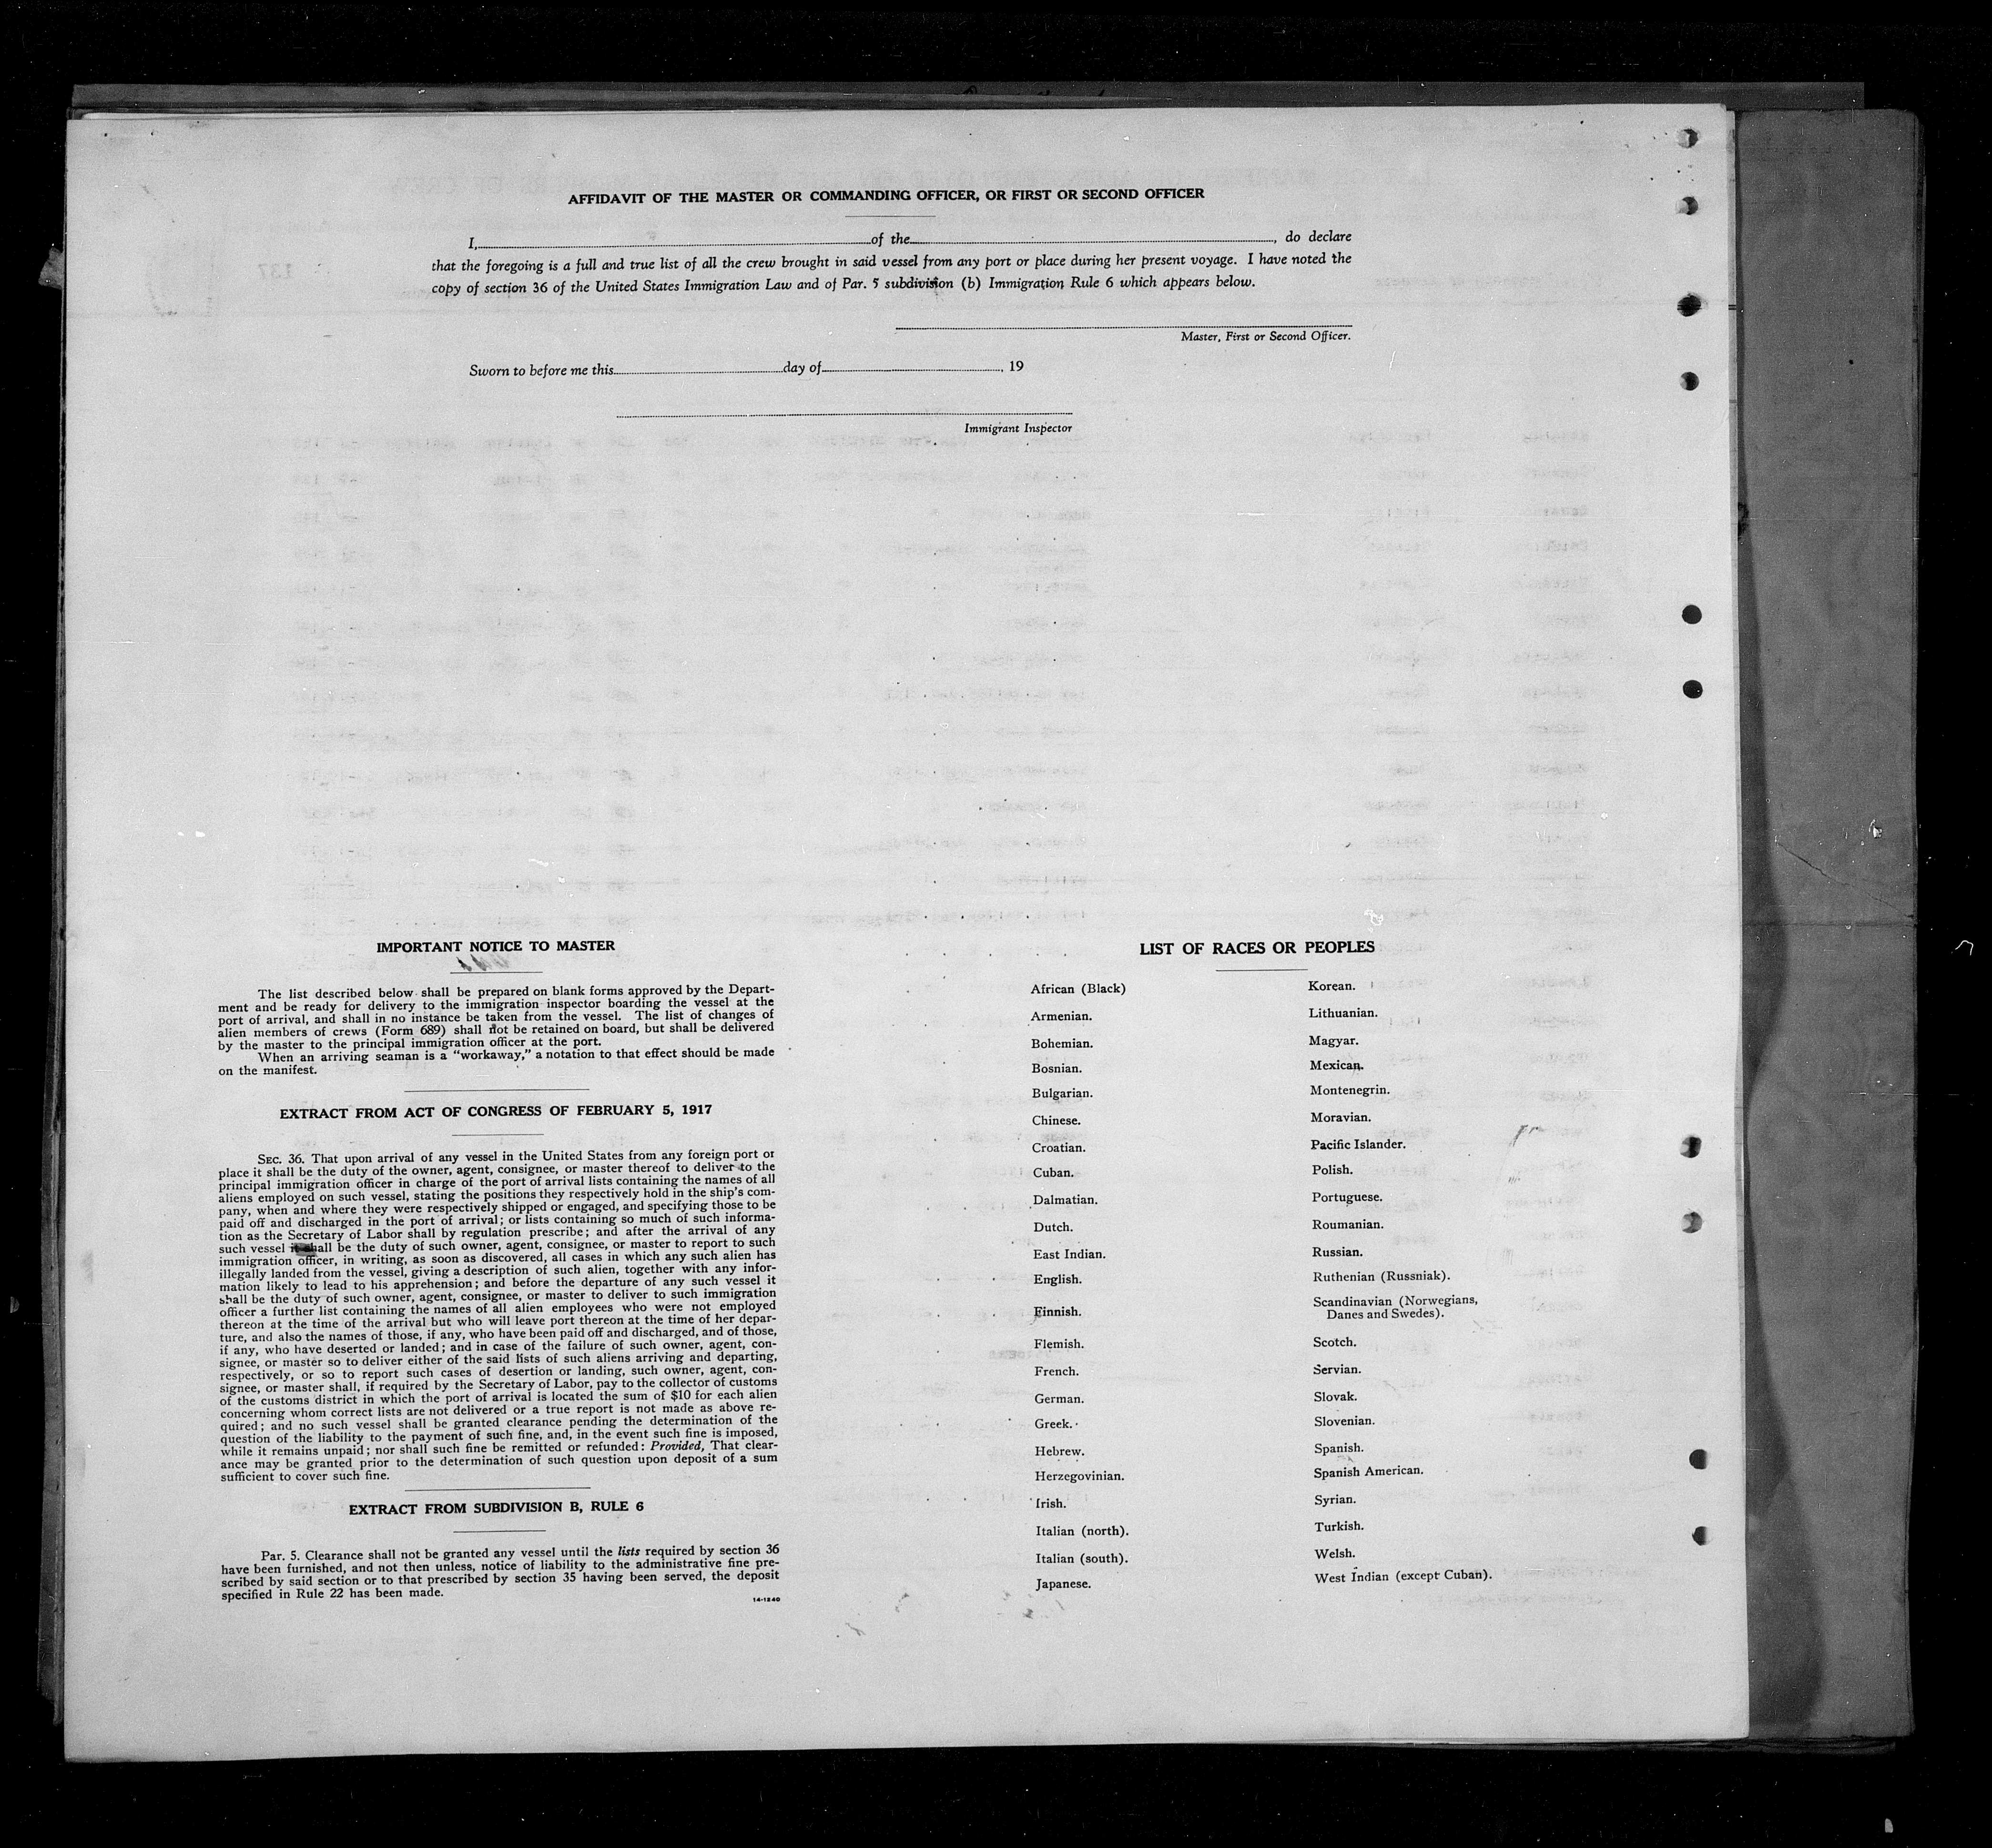 AFFIDAVIT OF THE MASTER OR COMMANDING OFFICER, OR FIRST OR SECOND OFFICER
I, of the , do declare
that the foregoing is a full and true list of all the crew brought in said vessel from any port or place during her present voyage. I have noted the
copy of section 36 of the United States Immigration Law and of Par. 5 subdivision (b) Immigration Rule 6 which appears below.
Master, First or Second Officer.
Sworn to before me this day of , 19
Immigrant Inspector
IMPORTANT NOTICE TO MASTER
The list described below shall be prepared on blank forms approved by the Depart-
ment and be ready for delivery to the immigration inspector boarding the vessel at the
port of arrival, and shall in no instance be taken from the vessel. The list of changes of
alien members of crews (Form 689) shall not be retained on board, but shall be delivered
by the master to the principal immigration officer at the port.
When an arriving seaman is a "workaway," a notation to that effect should be made
on the manifest.
EXTRACT FROM ACT OF CONGRESS OF FEBRUARY 5, 1917
SEC. 36. That upon arrival of any vessel in the United States from any foreign port or
place it shall be the duty of the owner, agent, consignee, or master thereof to deliver to the
principal immigration officer in charge of the port of arrival lists containing the names of all
aliens employed on such vessel, stating the positions they respectively hold in the ship's com-
pany, when and where they were respectively shipped or engaged, and specifying those to be
paid off and discharged in the port of arrival; or lists containing so much of such informa-
tion as the Secretary of Labor shall by regulation prescribe; and after the arrival of any
such vessel it shall be the duty of such owner, agent, consignee, or master to report to such
immigration officer, in writing, as soon as discovered, all cases in which any such alien has
illegally landed from the vessel, giving a description of such alien, together with any infor-
mation likely to lead to his apprehension; and before the departure of any such vessel it
shall be the duty of such owner, agent, consignee, or master to deliver to such immigration
officer a further list containing the names of all alien employees who were not employed
thereon at the time of the arrival but who will leave port thereon at the time of her depar-
ture, and also the names of those, if any, who have been paid off and discharged, and of those,
if any, who have deserted or landed; and in case of the failure of such owner, agent, con-
signee, or master so to deliver either of the said lists of such aliens arriving and departing,
respectively, or so to report such cases of desertion or landing, such owner, agent, con-
signee, or master shall, if required by the Secretary of Labor, pay to the collector of customs
of the customs district in which the port of arrival is located the sum of $10 for each alien
concerning whom correct lists are not delivered or a true report is not made as above re-
quired; and no such vessel shall be granted clearance pending the determination of the
question of the liability to the payment of such fine, and, in the event such fine is imposed,
while it remains unpaid; nor shall such fine be remitted or refunded: Provided, That clear-
ance may be granted prior to the determination of such question upon deposit of a sum
sufficient to cover such fine.
EXTRACT FROM SUBDIVISION B, RULE 6
Par. 5. Clearance shall not be granted any vessel until the lists required by section 36
have been furnished, and not then unless, notice of liability to the administrative fine pre-
scribed by said section or to that prescribed by section 35 having been served, the deposit
specified in Rule 22 has been made.
14-1240
LIST OF RACES OR PEOPLES
African (Black)
Armenian.
Bohemian.
Bosnian.
Bulgarian.
Chinese.
Croatian.
Cuban.
Dalmatian.
Dutch.
East Indian.
English.
Finnish.
Flemish.
French.
German.
Greek.
Hebrew.
Herzegovinian.
Irish.
Italian (north).
Italian (south).
Japanese.
Korean.
Lithuanian.
Magyar.
Mexican.
Montenegrin.
Moravian.
Pacific Islander.
Polish.
Portuguese.
Roumanian.
Russian.
Ruthenian (Russniak).
Scandinavian (Norwegians,
Danes and Swedes).
Scotch.
Servian.
Slovak.
Slovenian.
Spanish.
Spanish American.
Syrian.
Turkish.
Welsh.
West Indian (except Cuban).